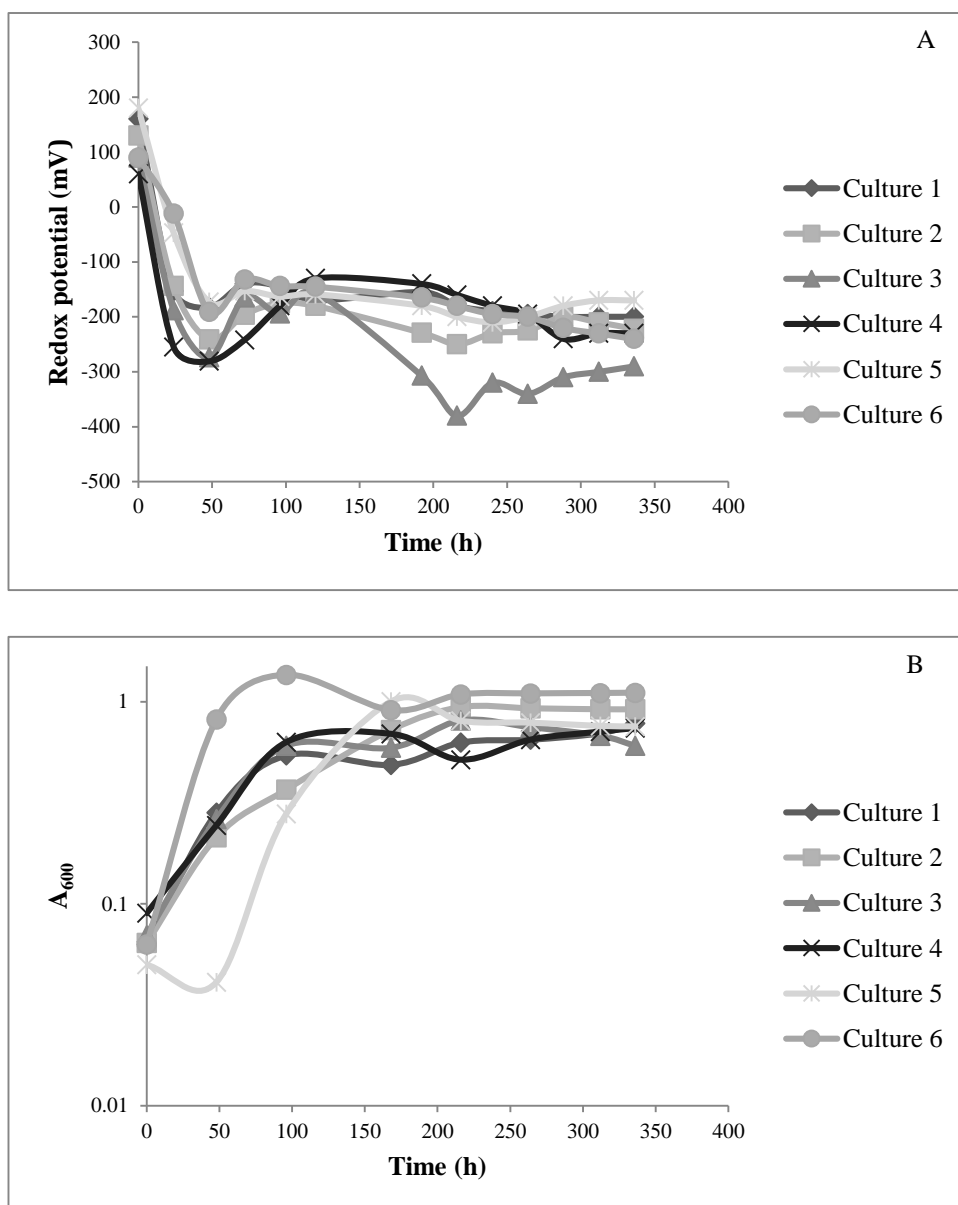 A
300
200
100
0
-100
-200
-300
-400
-500
Redox potential (mV)
0 50 100 150 200 250 300 350 400
Time (h)
Culture 1
Culture 2
Culture 3
Culture 4
Culture 5
Culture 6
B
1
0.1
0.01
A₆₀₀
0 50 100 150 200 250 300 350 400
Time (h)
Culture 1
Culture 2
Culture 3
Culture 4
Culture 5
Culture 6